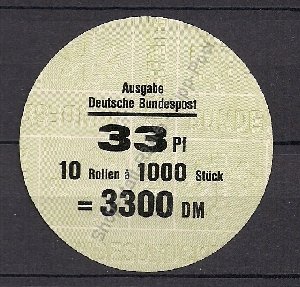 Ausgabe
Deutsche Bundespost
33 Pf
10 Rollen à 1000 Stück
= 3300 DM